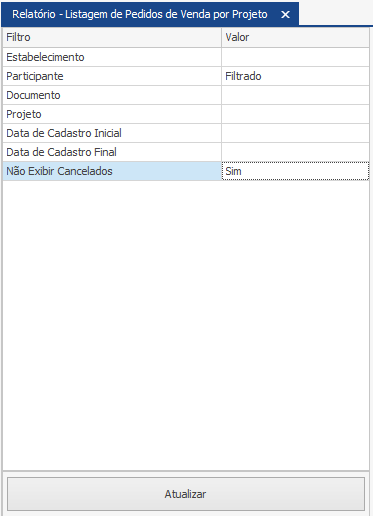 Relatório - Listagem de Pedidos de Venda por Projeto ×
Filtro Valor
Estabelecimento
Participante Filtrado
Documento
Projeto
Data de Cadastro Inicial
Data de Cadastro Final
Não Exibir Cancelados Sim
Atualizar